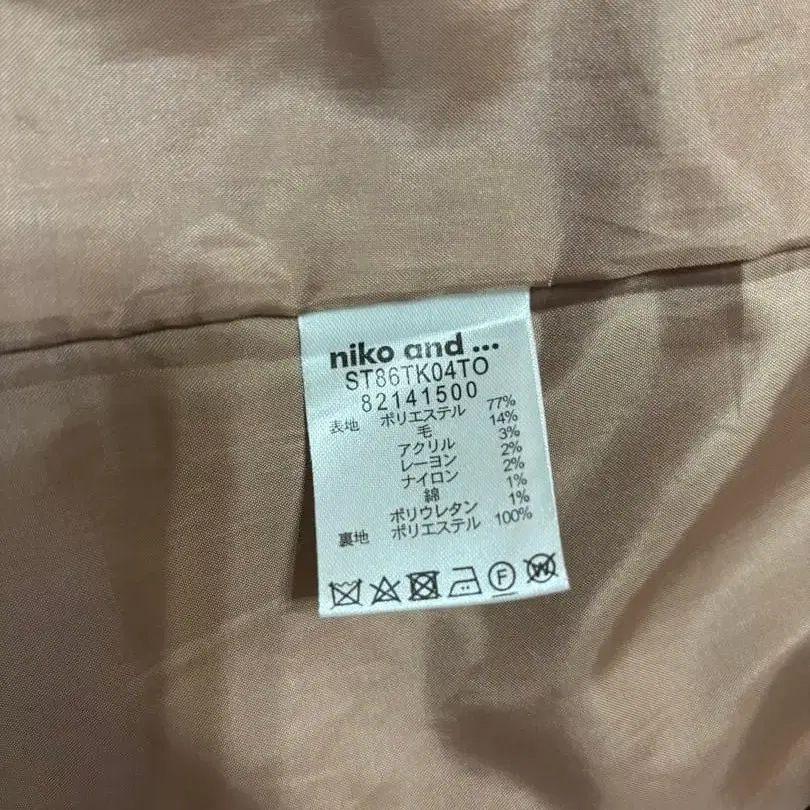 niko and ...
ST86TK04TO
82141500
表地 ポリエステル 77%
毛 14%
アクリル 3%
レーヨン 2%
ナイロン 2%
綿 1%
ポリウレタン 1%
裏地 ポリエステル 100%
F W